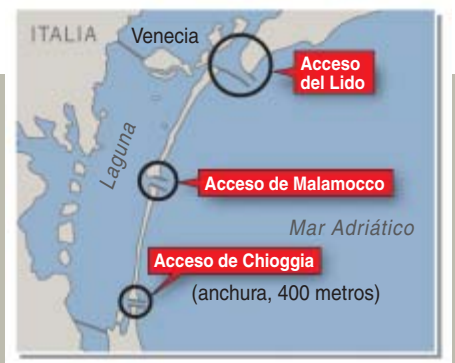 ITALIA
Venecia
Acceso
del Lido
Laguna
Acceso de Malamocco
Mar Adriático
Acceso de Chioggia
(anchura, 400 metros)